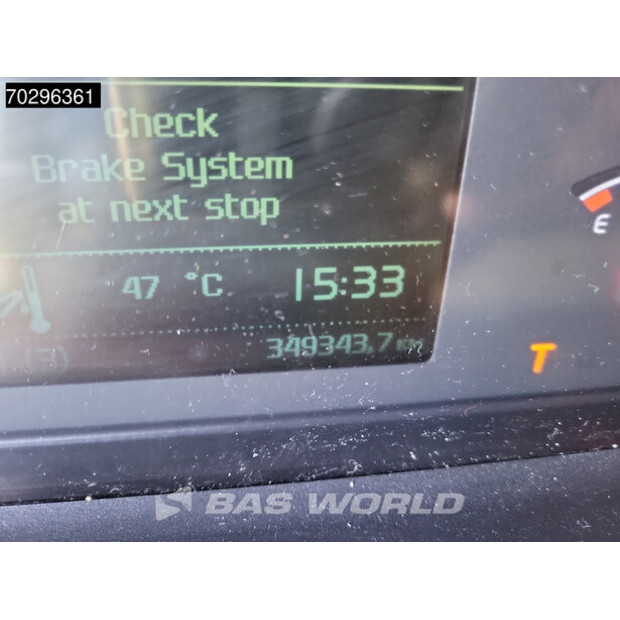 70296361
Check
Brake System
at next stop
E
47 °C 15:33
349343.7 KM
T
BAS WORLD